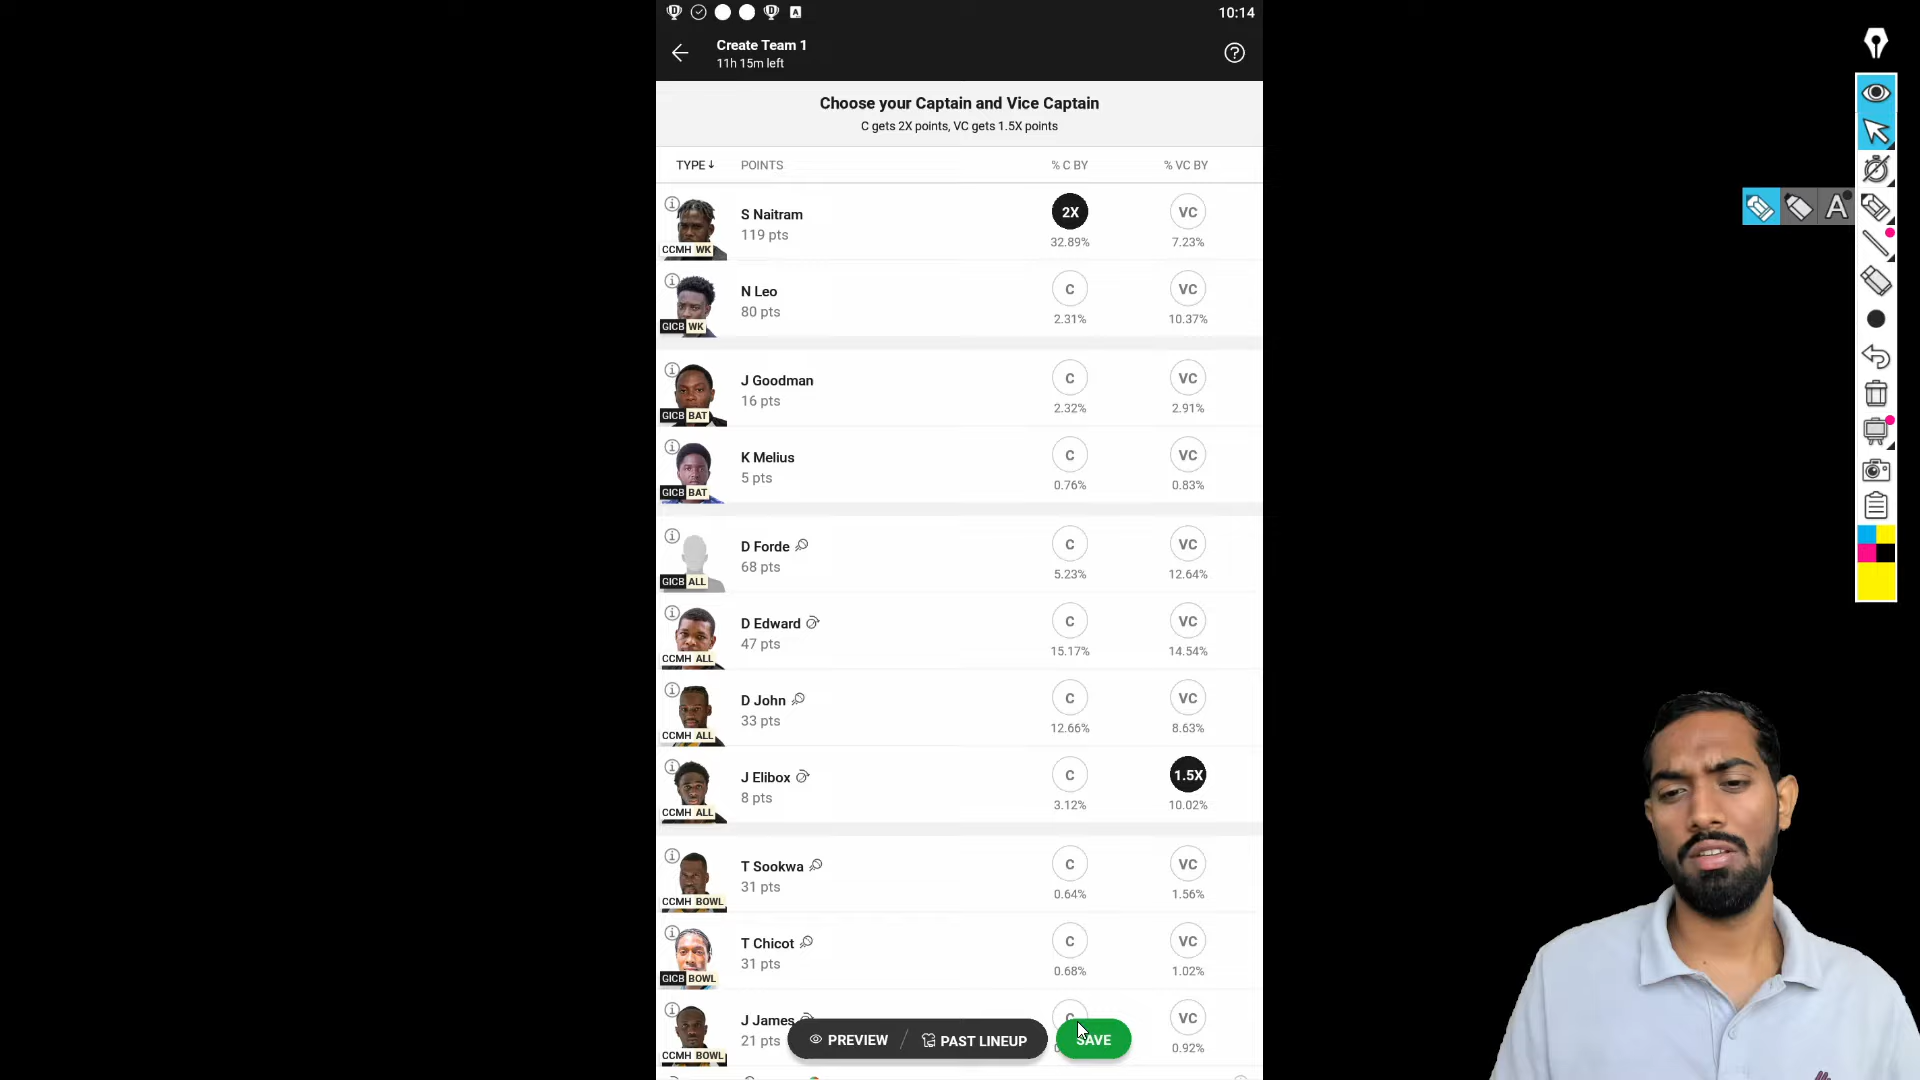 10:14
Create Team 1
11h 15m left
Choose your Captain and Vice Captain
C gets 2X points, VC gets 1.5X points
TYPE↓ POINTS % C BY % VC BY
S Naitram 2X VC
119 pts 32.89% 7.23%
CCMH WK
N Leo C VC
80 pts 2.31% 10.37%
GICB WK
J Goodman C VC
16 pts 2.32% 2.91%
GICB BAT
K Melius C VC
5 pts 0.76% 0.83%
GICB BAT
D Forde C VC
68 pts 5.23% 12.64%
GICB ALL
D Edward C VC
47 pts 15.17% 14.54%
CCMH ALL
D John C VC
33 pts 12.66% 8.63%
CCMH ALL
J Elibox C 1.5X
8 pts 3.12% 10.02%
CCMH ALL
T Sookwa C VC
31 pts 0.64% 1.56%
CCMH BOWL
T Chicot C VC
31 pts 0.68% 1.02%
GICB BOWL
J James C VC
21 pts 0.92%
CCMH BOWL
PREVIEW / PAST LINEUP SAVE
A